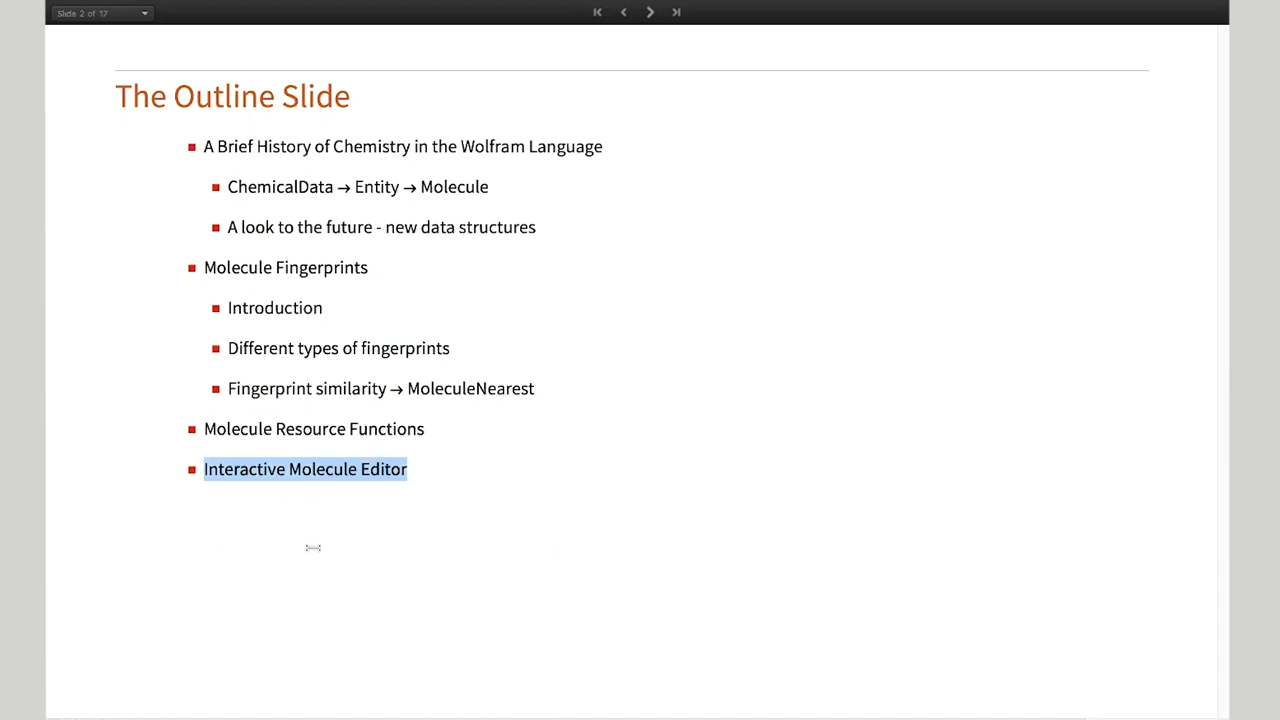 Slide 2 of 17
The Outline Slide
A Brief History of Chemistry in the Wolfram Language
ChemicalData → Entity → Molecule
A look to the future - new data structures
Molecule Fingerprints
Introduction
Different types of fingerprints
Fingerprint similarity → MoleculeNearest
Molecule Resource Functions
Interactive Molecule Editor